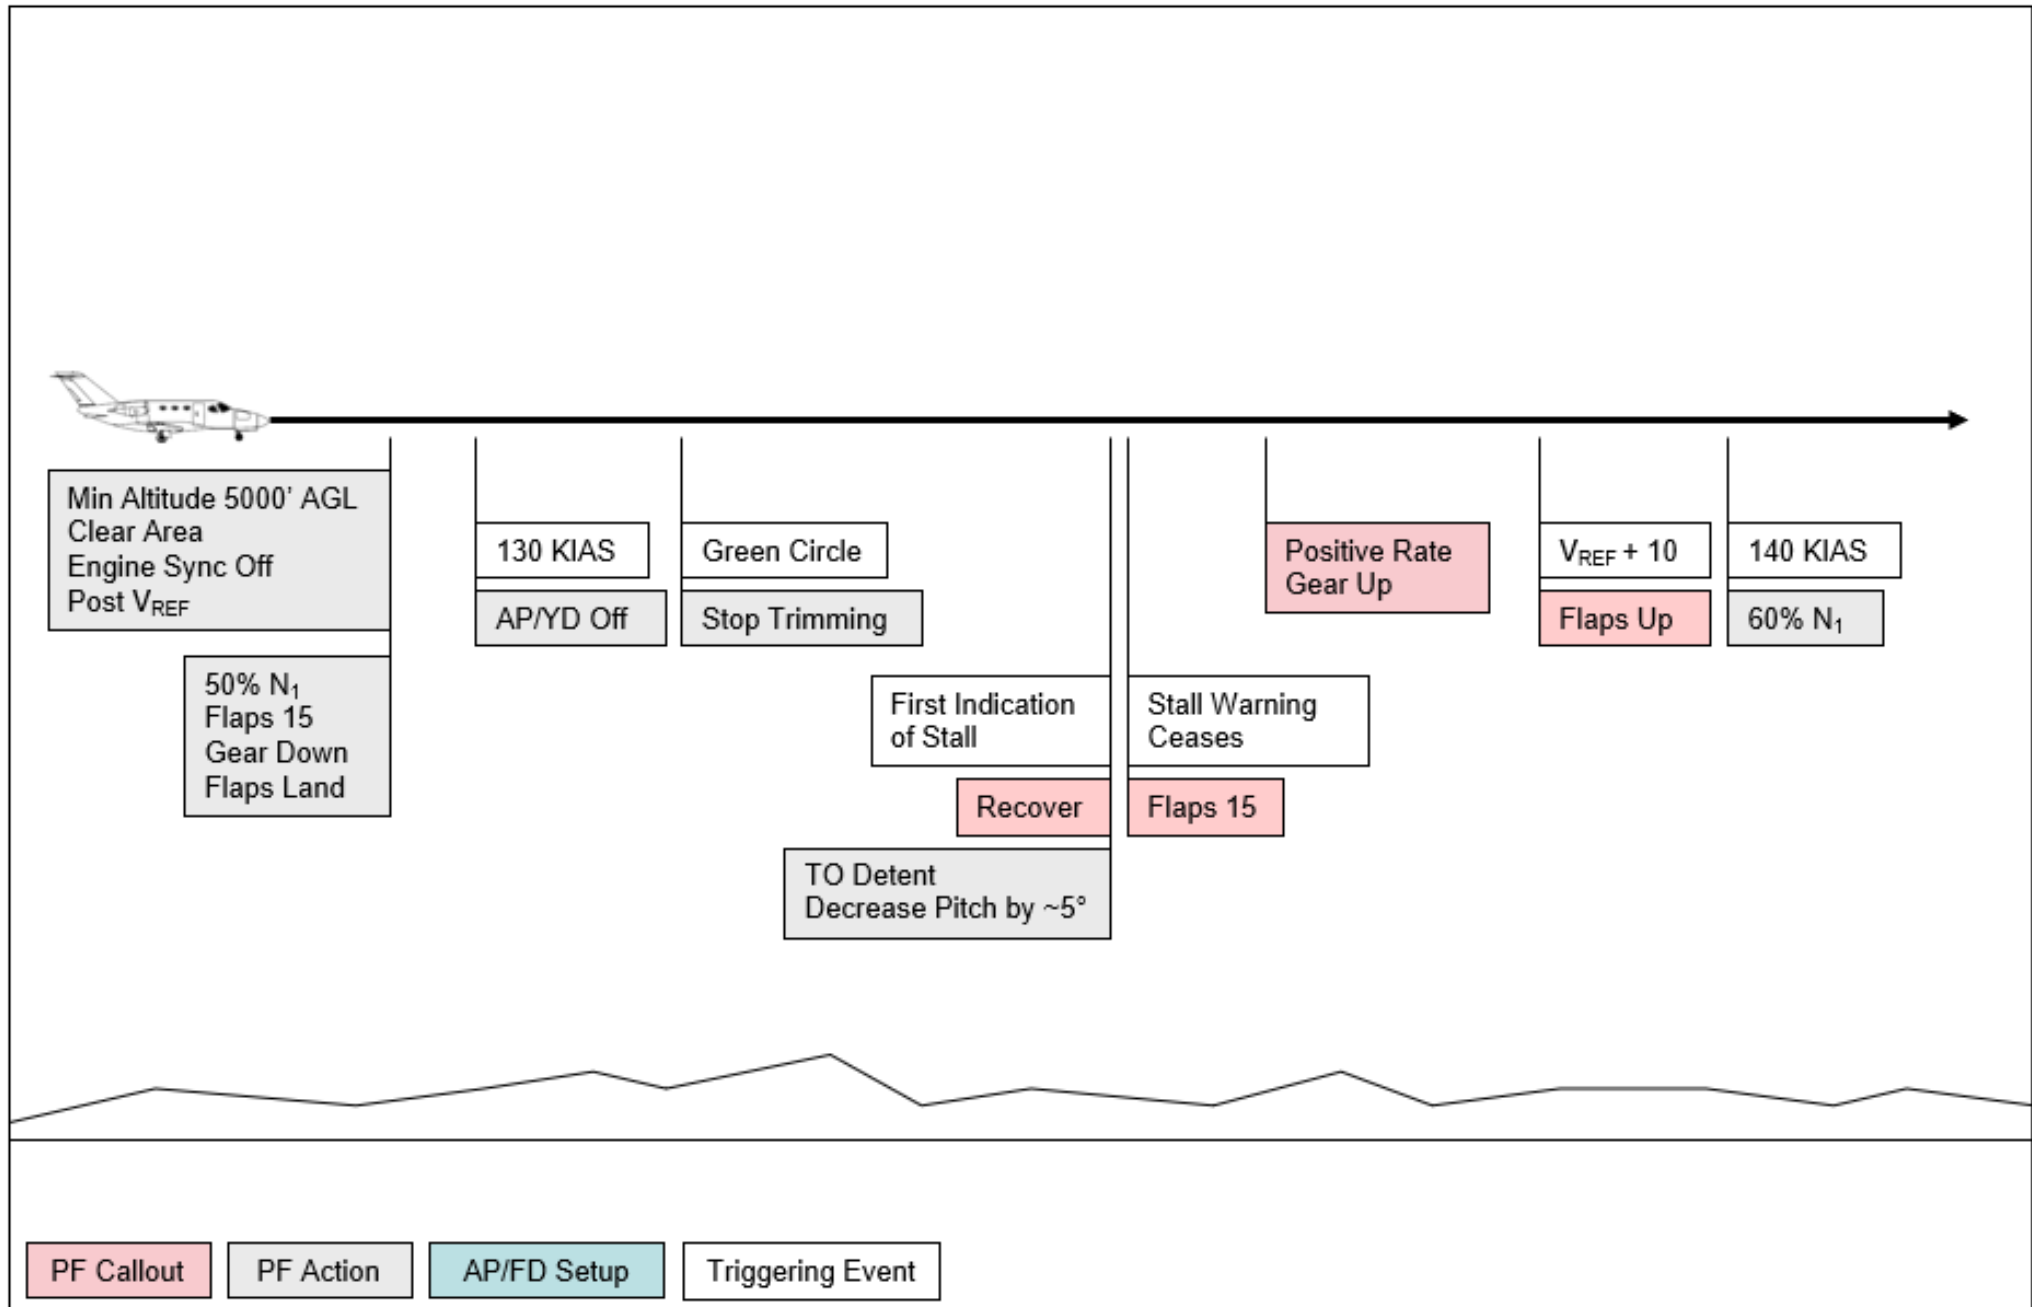 Min Altitude 5000’ AGL
Clear Area
Engine Sync Off
Post VREF
50% N1
Flaps 15
Gear Down
Flaps Land
130 KIAS
AP/YD Off
Green Circle
Stop Trimming
First Indication
of Stall
Recover
TO Detent
Decrease Pitch by ~5°
Stall Warning
Ceases
Flaps 15
Positive Rate
Gear Up
VREF + 10
Flaps Up
140 KIAS
60% N1
PF Callout
PF Action
AP/FD Setup
Triggering Event